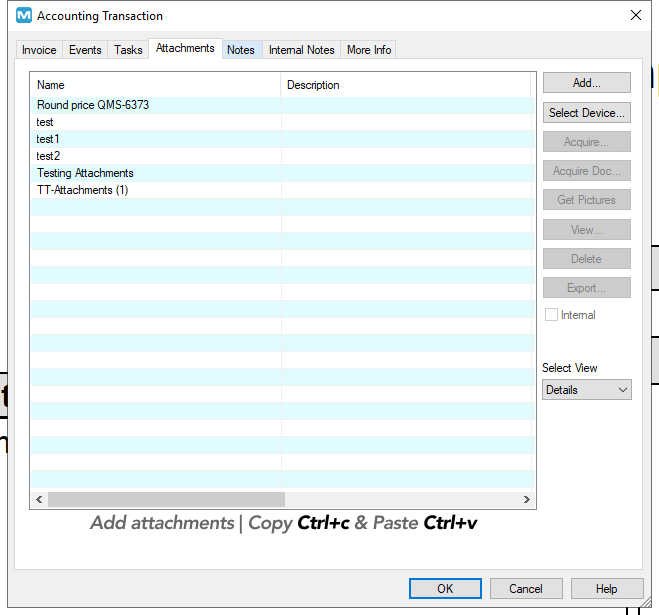 Accounting Transaction
Invoice Events Tasks Attachments Notes Internal Notes More Info
Name Description
Round price QMS-6373
test
test1
test2
Testing Attachments
TT-Attachments (1)
Add...
Select Device...
Acquire...
Acquire Doc...
Get Pictures
View...
Delete
Export...
Internal
Select View
Details
Add attachments | Copy Ctrl+c & Paste Ctrl+v
OK Cancel Help